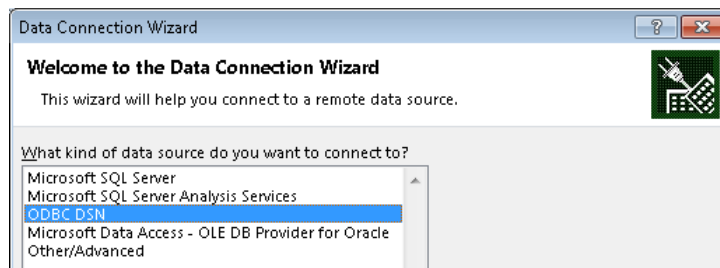 Data Connection Wizard
?
Welcome to the Data Connection Wizard
This wizard will help you connect to a remote data source.
What kind of data source do you want to connect to?
Microsoft SQL Server
Microsoft SQL Server Analysis Services
ODBC DSN
Microsoft Data Access - OLE DB Provider for Oracle
Other/Advanced